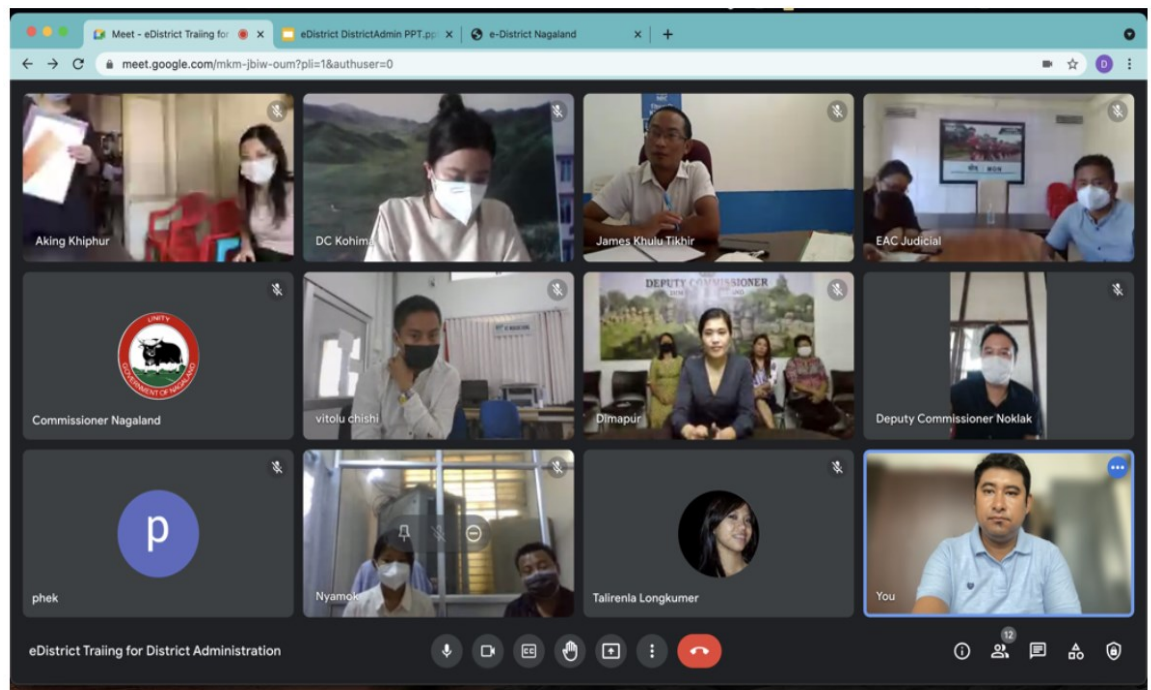 Meet - eDistrict Traiing for
eDistrict DistrictAdmin PPT.pp
e-District Nagaland
meet.google.com/mkm-jbiw-oum?pli=1&authuser=0
D
Aking Khiphur
DC Kohima
James Khulu Tikhir
EAC Judicial
UNITY
GOVERNMENT OF NAGALAND
Commissioner Nagaland
vitolu chishi
DEPUTY COMMISSIONER
Dimapur
Deputy Commissioner Noklak
p
phek
Nyamok
Talirenla Longkumer
You
eDistrict Traiing for District Administration
CC
12